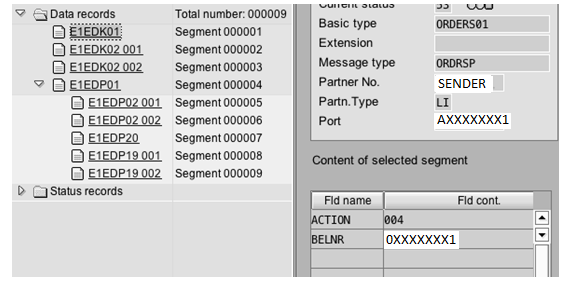 Data records Total number: 000009
E1EDK01 Segment 000001
E1EDK02 001 Segment 000002
E1EDK02 002 Segment 000003
E1EDP01 Segment 000004
E1EDP02 001 Segment 000005
E1EDP02 002 Segment 000006
E1EDP20 Segment 000007
E1EDP19 001 Segment 000008
E1EDP19 002 Segment 000009
Status records
Current status 53
Basic type ORDERS01
Extension
Message type ORDRSP
Partner No. SENDER
Partn.Type LI
Port AXXXXXXX1
Content of selected segment
Fld name Fld cont.
ACTION 004
BELNR 0XXXXXXX1